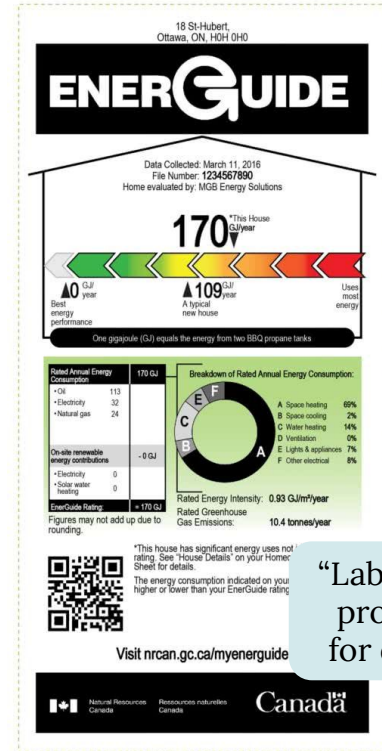 18 St-Hubert,
Ottawa, ON, H0H 0H0
ENERGUIDE
Data Collected: March 11, 2016
File Number: 1234567890
Home evaluated by: MGB Energy Solutions
170
*This House
GJ/year
0 GJ/
year
Best
energy
performance
109 GJ/
year
A typical
new house
Uses
most
energy
One gigajoule (GJ) equals the energy from two BBQ propane tanks
Rated Annual Energy
Consumption
170 GJ
• Oil 113
• Electricity 32
• Natural gas 24
On-site renewable
energy contributions
- 0 GJ
• Electricity 0
• Solar water
heating 0
EnerGuide Rating: = 170 GJ
Figures may not add up due to
rounding.
Breakdown of Rated Annual Energy Consumption:
A
B
C
E
F
A Space heating 69%
B Space cooling 2%
C Water heating 14%
D Ventilation 0%
E Lights & appliances 7%
F Other electrical 8%
Rated Energy Intensity: 0.93 GJ/m²/year
Rated Greenhouse
Gas Emissions: 10.4 tonnes/year
*This house has significant energy uses not
rating. See "House Details" on your
Sheet for details.
The energy consumption indicated on your
higher or lower than your EnerGuide rating
Visit nrcan.gc.ca/myenerguide
“Lab
pro
for
Natural Resources
Canada
Ressources naturelles
Canada
Canada